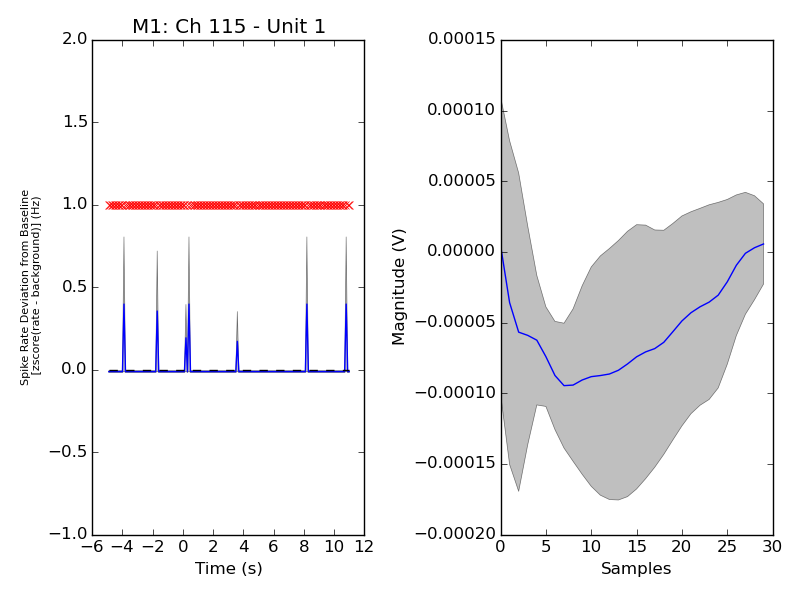 M1: Ch 115 - Unit 1
Spike Rate Deviation from Baseline
[zscore(rate - background)] (Hz)
2.0
1.5
1.0
0.5
0.0
−0.5
−1.0
−6 −4 −2 0 2 4 6 8 10 12
Time (s)
Magnitude (V)
0.00015
0.00010
0.00005
0.00000
−0.00005
−0.00010
−0.00015
−0.00020
0 5 10 15 20 25 30
Samples